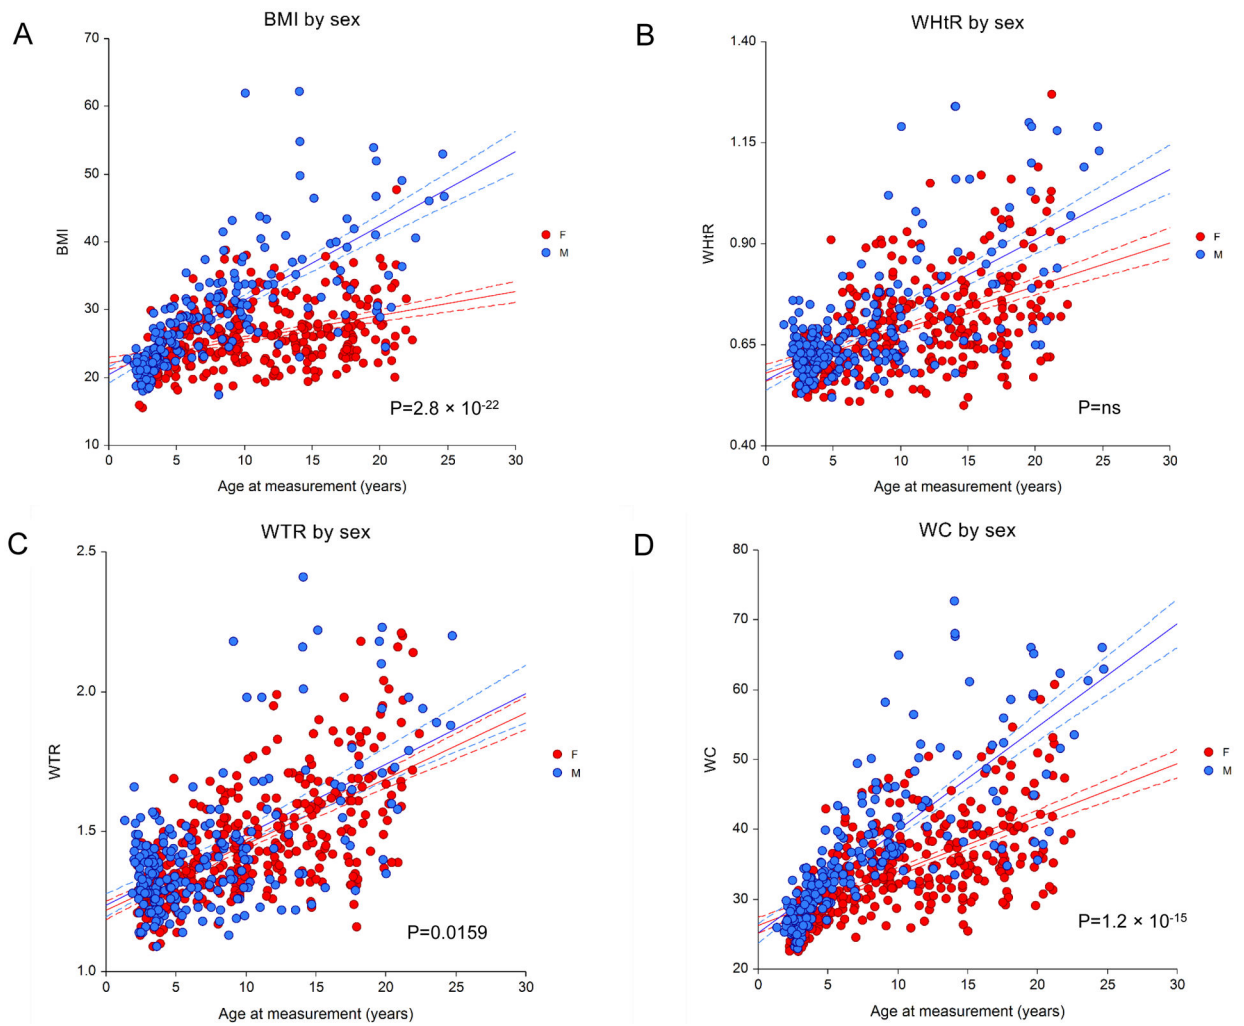 A
BMI by sex
70
60
50
40
30
20
10
BMI
0
5
10
15
20
25
30
Age at measurement (years)
F
M
P=2.8 × 10-22
B
WHtR by sex
1.40
1.15
0.90
0.65
0.40
WHtR
0
5
10
15
20
25
30
Age at measurement (years)
F
M
P=ns
C
WTR by sex
2.5
2.0
1.5
1.0
WTR
0
5
10
15
20
25
30
Age at measurement (years)
F
M
P=0.0159
D
WC by sex
80
70
60
50
40
30
20
WC
0
5
10
15
20
25
30
Age at measurement (years)
F
M
P=1.2 × 10-15